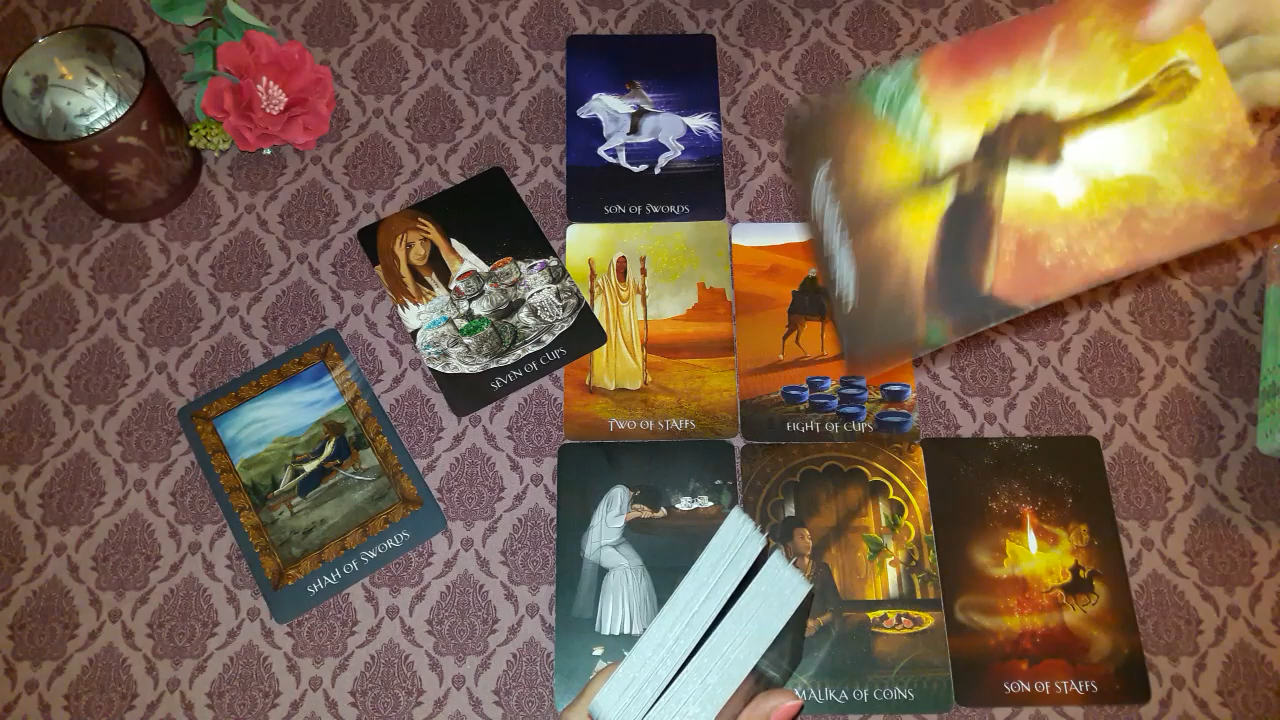 SON OF SWORDS
SEVEN OF CUPS
TWO OF STAFFS
EIGHT OF CUPS
SHAH OF SWORDS
MALIKA OF COINS
SON OF STAFFS